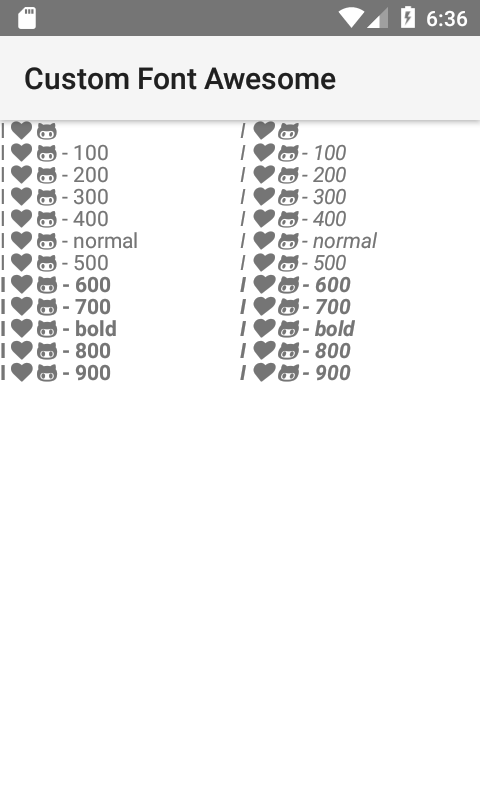 6:36
Custom Font Awesome
I I
I - 100 I - 100
I - 200 I - 200
I - 300 I - 300
I - 400 I - 400
I - normal I - normal
I - 500 I - 500
I - 600 I - 600
I - 700 I - 700
I - bold I - bold
I - 800 I - 800
I - 900 I - 900